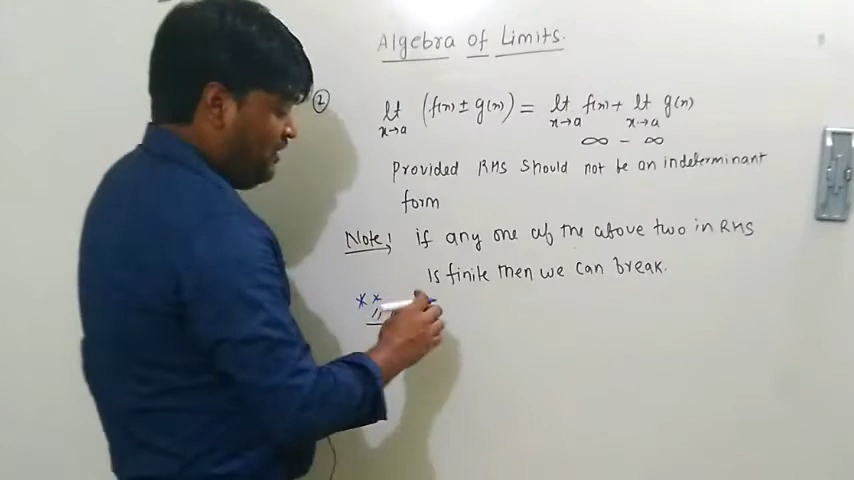 Algebra of Limits.
② lt (f(x) ± g(x)) = lt f(x) + lt g(x)
x→a x→a x→a
∞ - ∞
Provided RHS should not be an indeterminant
form
Note! if any one of the above two in RHS
is finite then we can break.
**